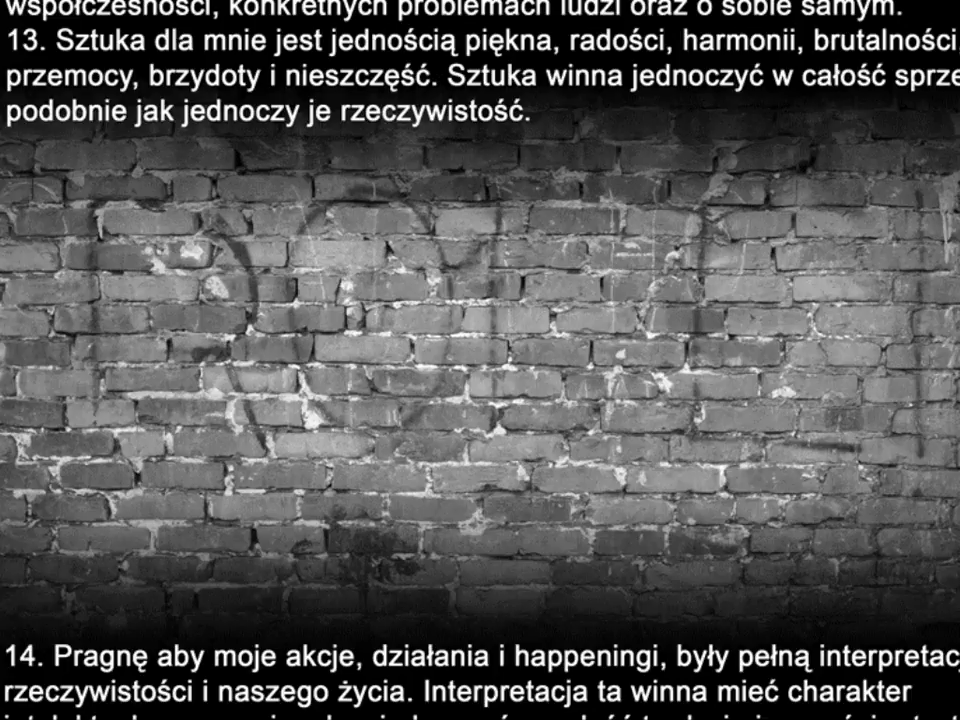 współczesności, konkretnych problemach ludzi oraz o sobie samym.
13. Sztuka dla mnie jest jednością piękna, radości, harmonii, brutalności,
przemocy, brzydoty i nieszczęść. Sztuka winna jednoczyć w całość
podobnie jak jednoczy je rzeczywistość.
14. Pragnę aby moje akcje, działania i happeningi, były pełną
rzeczywistości i naszego życia. Interpretacja ta winna mieć charakter